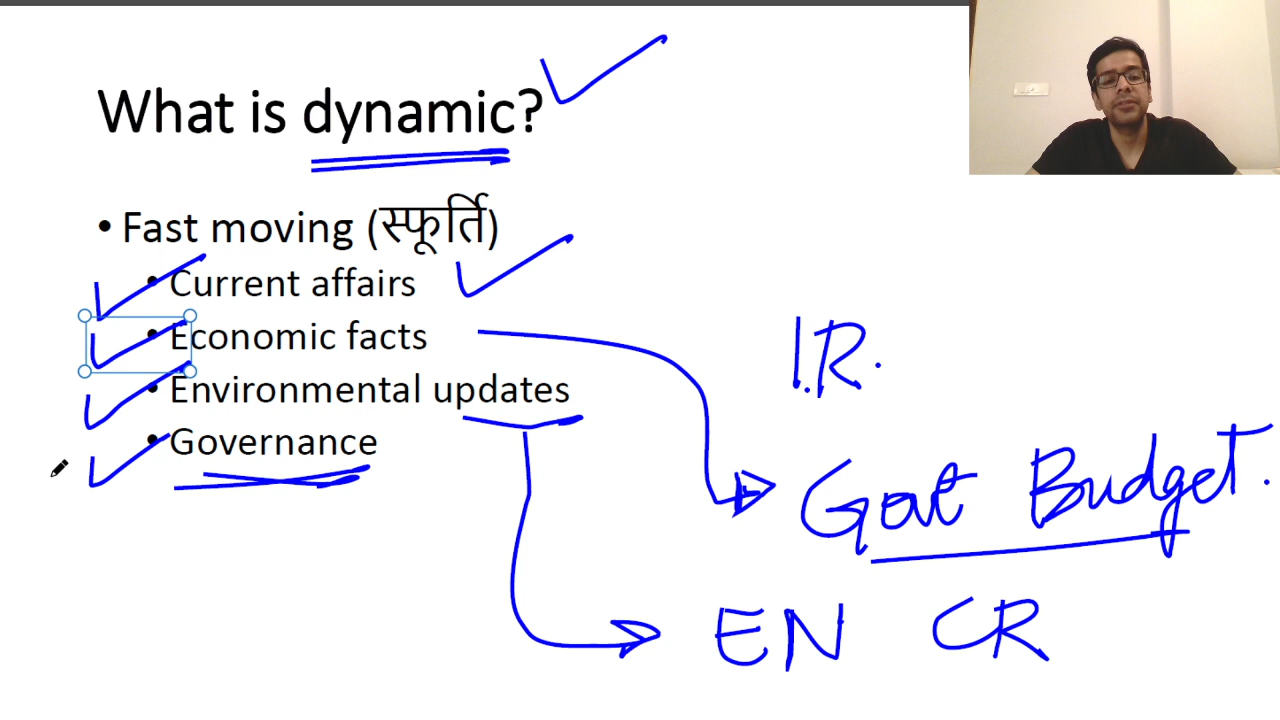 What is dynamic?
• Fast moving (स्फूर्ति)
• Current affairs
• Economic facts
• Environmental updates
• Governance
I.R.
Govt Budget.
EN CR